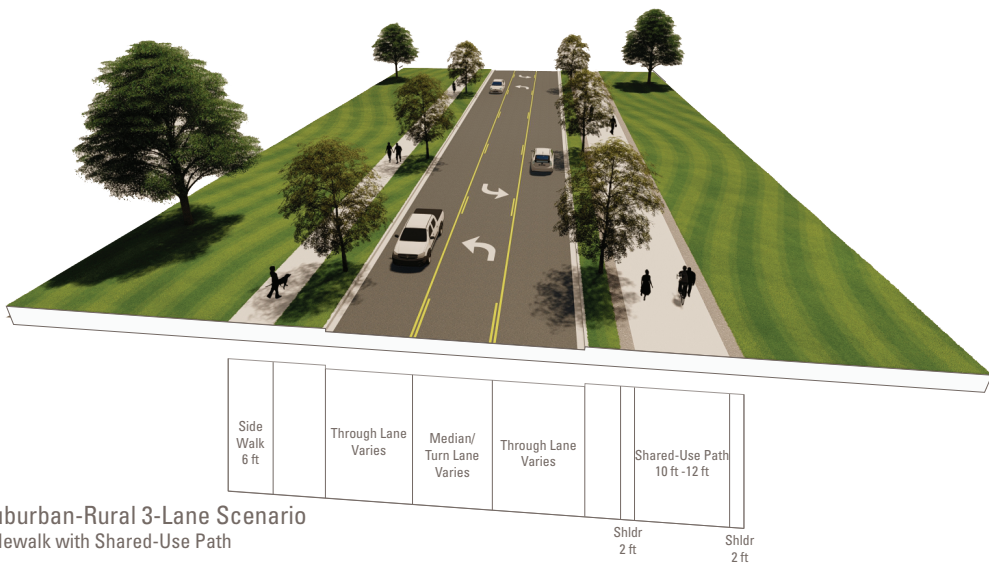 Side
Walk
6 ft
Through Lane
Varies
Median/
Turn Lane
Varies
Through Lane
Varies
Shared-Use Path
10 ft -12 ft
Shldr
2 ft
Shldr
2 ft
uburban-Rural 3-Lane Scenario
lewalk with Shared-Use Path